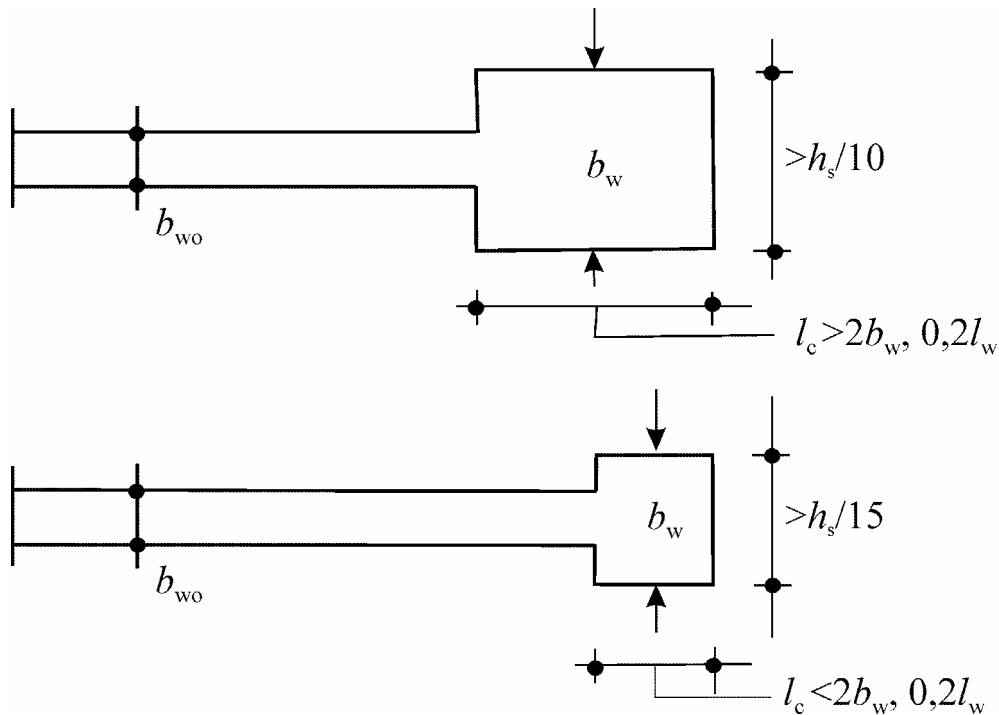 b_w
>h_s/10
b_wo
l_c>2b_w, 0,2l_w
b_w
>h_s/15
b_wo
l_c<2b_w, 0,2l_w